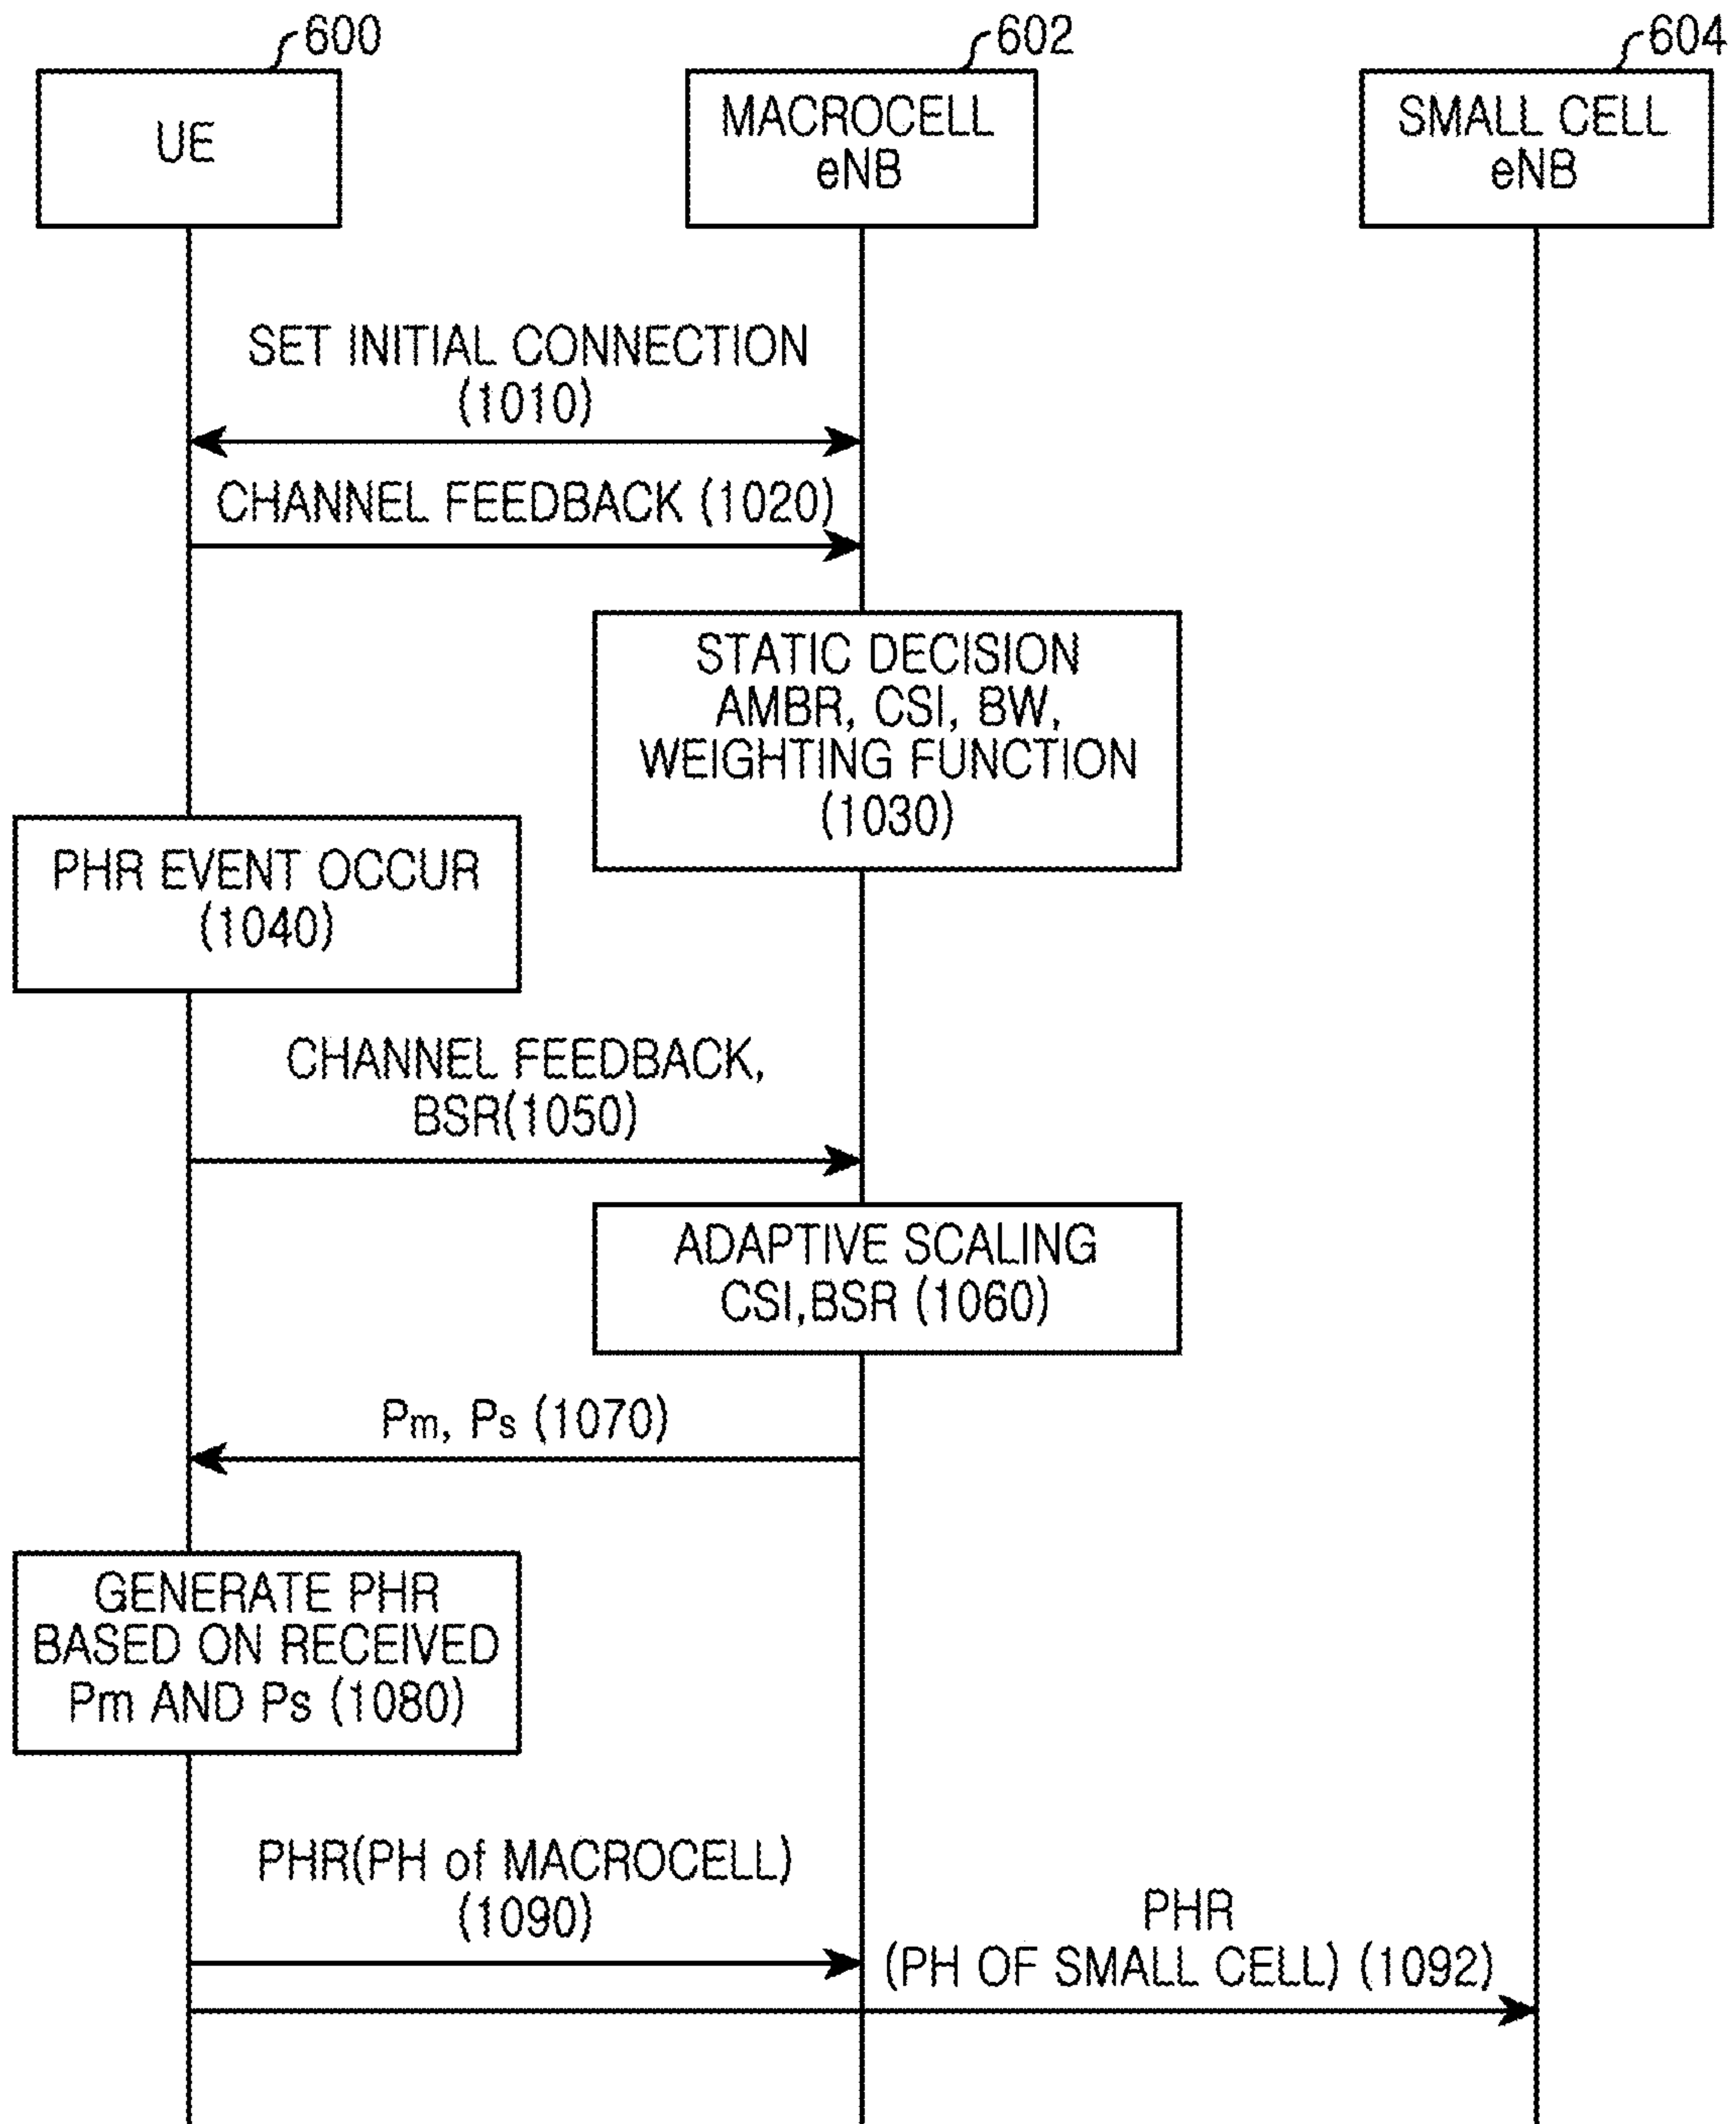 600
602
604
UE
MACROCELL
eNB
SMALL CELL
eNB
SET INITIAL CONNECTION
(1010)
CHANNEL FEEDBACK (1020)
STATIC DECISION
AMBR, CSI, BW,
WEIGHTING FUNCTION
(1030)
PHR EVENT OCCUR
(1040)
CHANNEL FEEDBACK,
BSR(1050)
ADAPTIVE SCALING
CSI,BSR (1060)
Pm, Ps (1070)
GENERATE PHR
BASED ON RECEIVED
Pm AND Ps (1080)
PHR(PH of MACROCELL)
(1090)
PHR
(PH OF SMALL CELL) (1092)